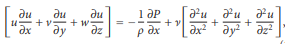 [u ∂u/∂x + v ∂u/∂y + w ∂u/∂z] = −1/ρ ∂P/∂x + ν[∂²u/∂x² + ∂²u/∂y² + ∂²u/∂z²],